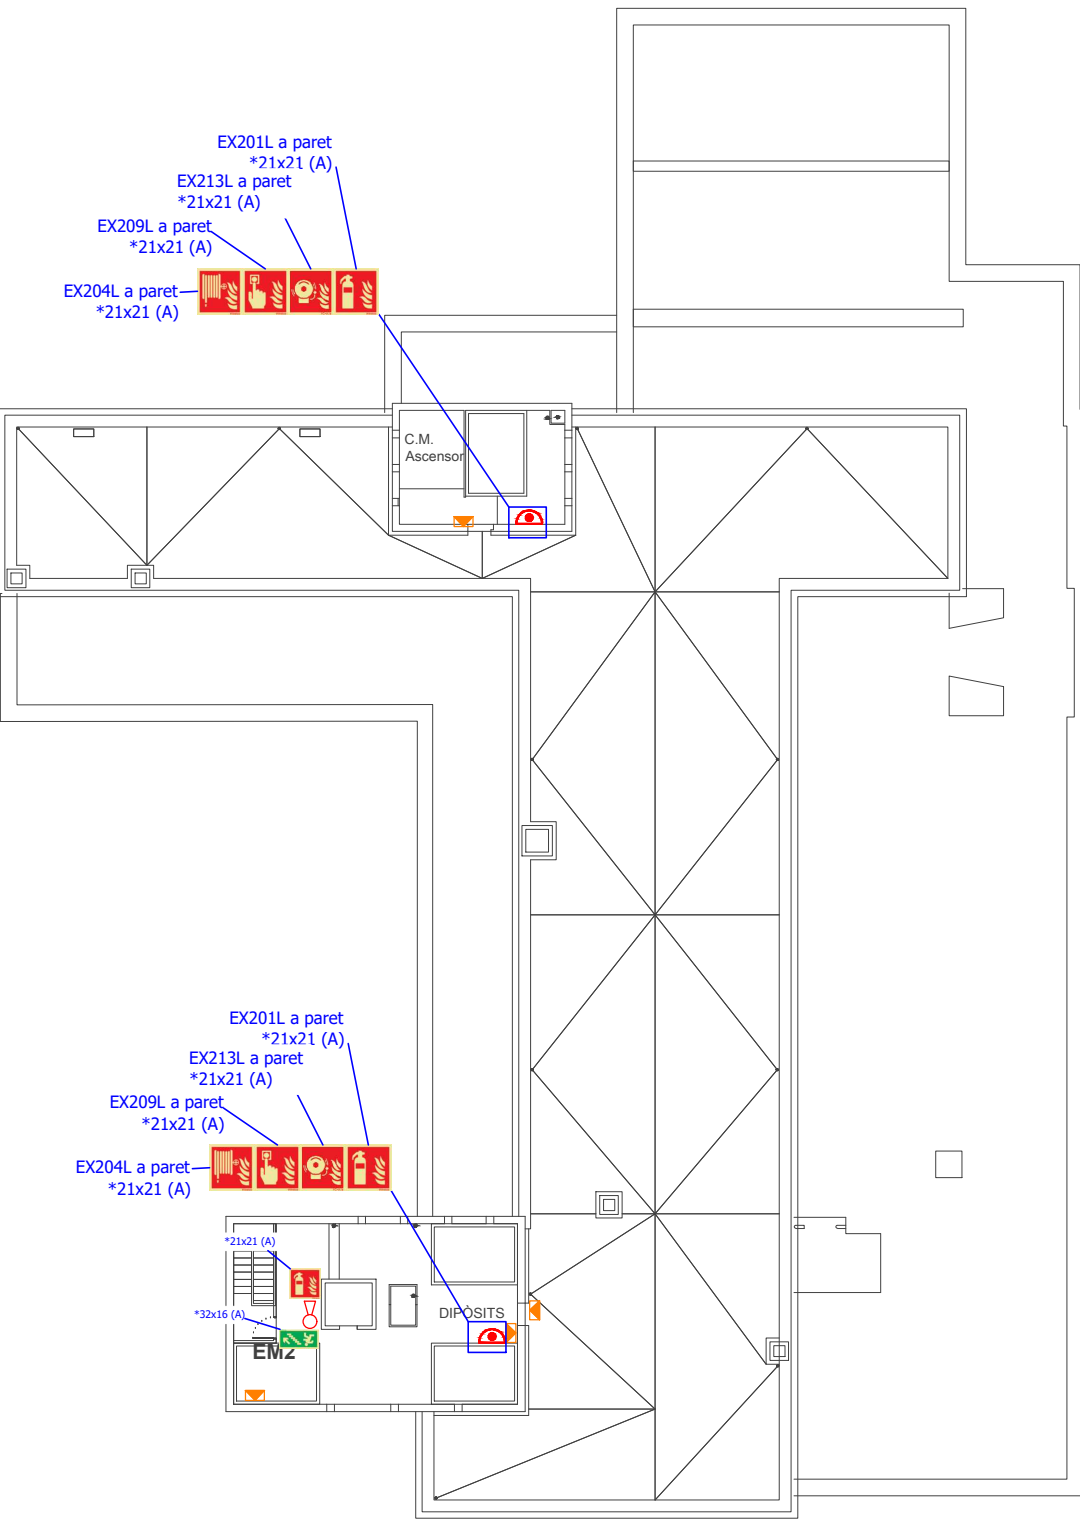 EX201L a paret
*21x21 (A)
EX213L a paret
*21x21 (A)
EX209L a paret
*21x21 (A)
EX204L a paret
*21x21 (A)
C.M.
Ascensor
EX201L a paret
*21x21 (A)
EX213L a paret
*21x21 (A)
EX209L a paret
*21x21 (A)
EX204L a paret
*21x21 (A)
*21x21 (A)
*32x16 (A)
DIPÒSITS
EM2